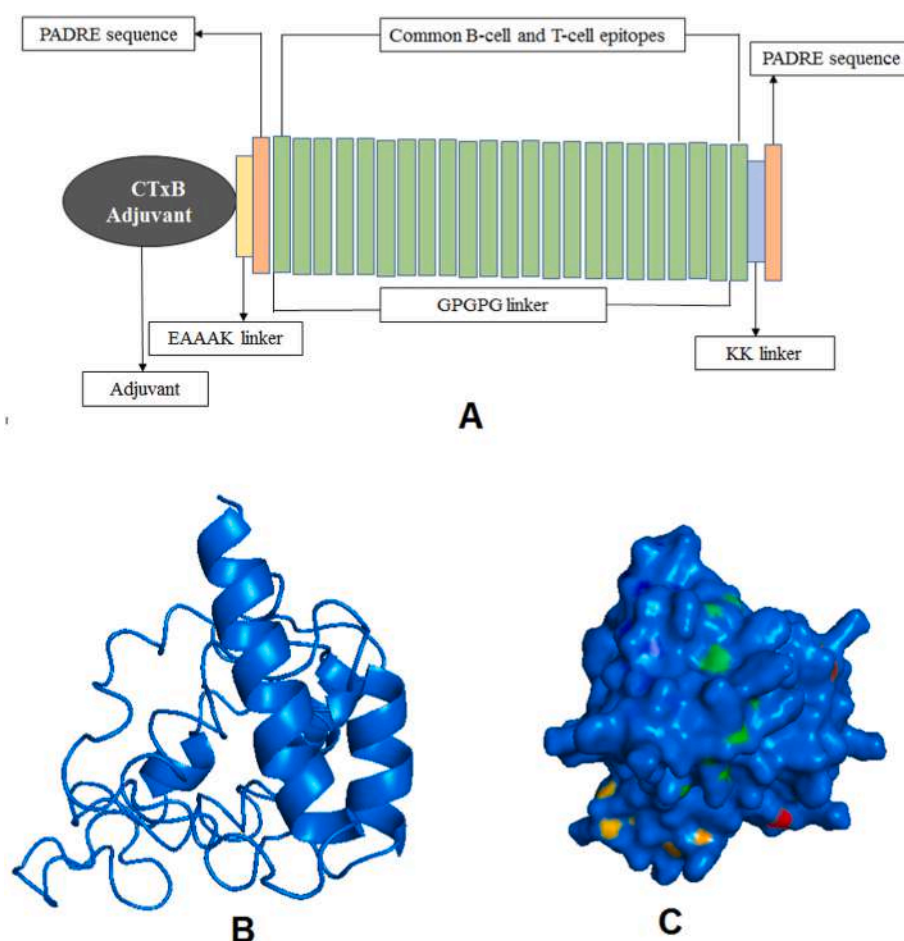 PADRE sequence
Common B-cell and T-cell epitopes
PADRE sequence
CTxB
Adjuvant
GPGPG linker
EAAAK linker
KK linker
Adjuvant
A
B
C